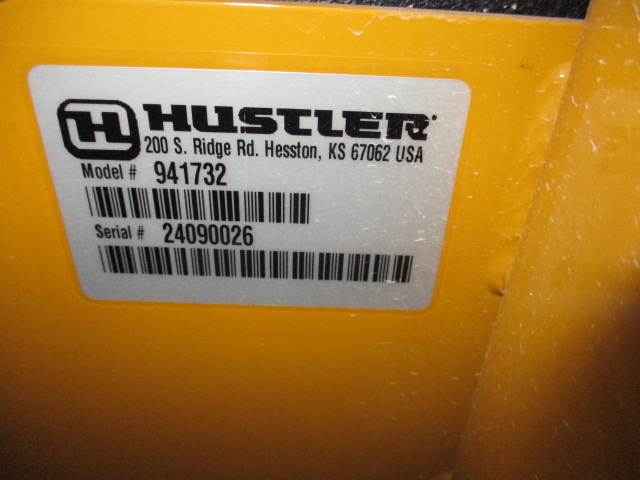 H HUSTLER
200 S. Ridge Rd. Hesston, KS 67062 USA
Model # 941732
Serial # 24090026